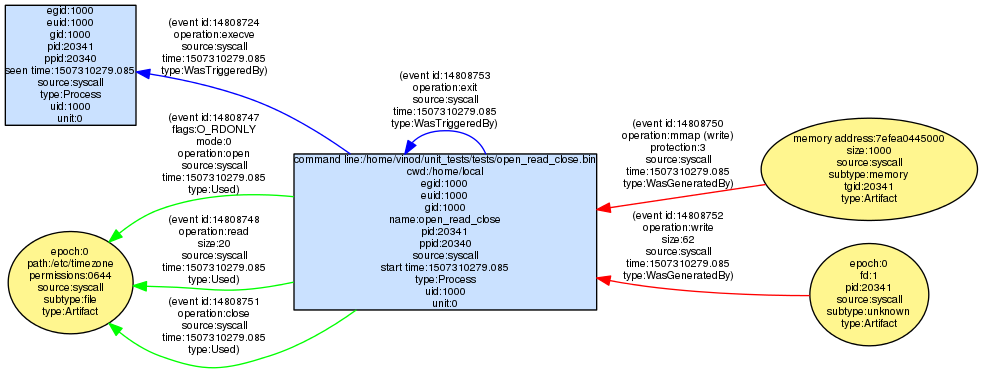 egid:1000
euid:1000
gid:1000
pid:20341
ppid:20340
seen time:1507310279.085
source:syscall
type:Process
uid:1000
unit:0
(event id:14808724
operation:execve
source:syscall
time:1507310279.085
type:WasTriggeredBy)
(event id:14808753
operation:exit
source:syscall
time:1507310279.085
type:WasTriggeredBy)
(event id:14808747
flags:O_RDONLY
mode:0
operation:open
source:syscall
time:1507310279.085
type:Used)
(event id:14808748
operation:read
size:20
source:syscall
time:1507310279.085
type:Used)
(event id:14808751
operation:close
source:syscall
time:1507310279.085
type:Used)
epoch:0
path:/etc/timezone
permissions:0644
source:syscall
subtype:file
type:Artifact
command line:/home/vinod/unit_tests/tests/open_read_close.bin
cwd:/home/local
egid:1000
euid:1000
gid:1000
name:open_read_close
pid:20341
ppid:20340
source:syscall
start time:1507310279.085
type:Process
uid:1000
unit:0
(event id:14808750
operation:mmap (write)
protection:3
source:syscall
time:1507310279.085
type:WasGeneratedBy)
(event id:14808752
operation:write
size:62
source:syscall
time:1507310279.085
type:WasGeneratedBy)
memory address:7efea0445000
size:1000
source:syscall
subtype:memory
tgid:20341
type:Artifact
epoch:0
fd:1
pid:20341
source:syscall
subtype:unknown
type:Artifact